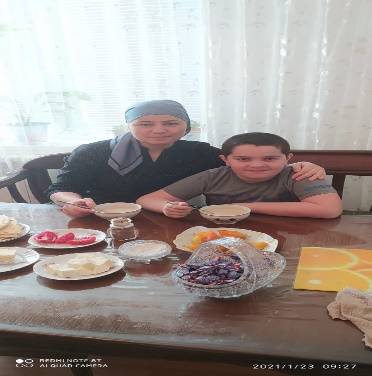 REDMI NOTE 8T
AI QUAD CAMERA
2021/1/23 09:27